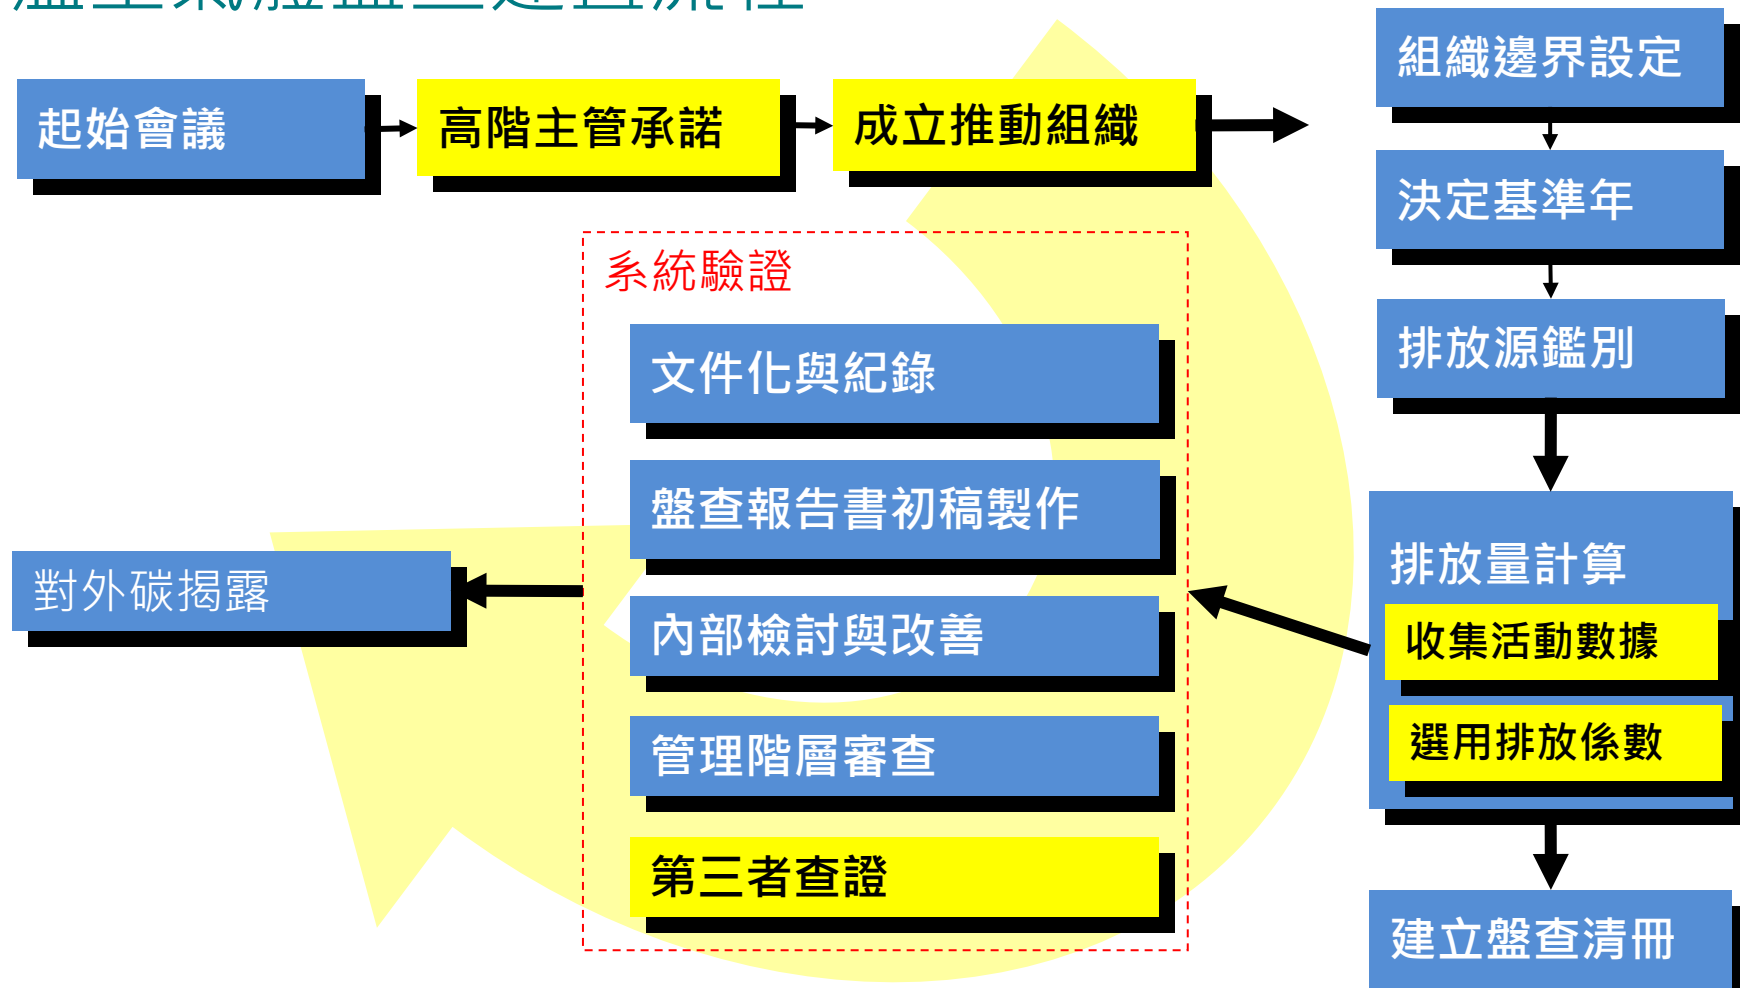 起始會議
高階主管承諾
成立推動組織
組織邊界設定
決定基準年
排放源鑑別
排放量計算
收集活動數據
選用排放係數
建立盤查清冊
系統驗證
文件化與紀錄
盤查報告書初稿製作
內部檢討與改善
管理階層審查
第三者查證
對外碳揭露